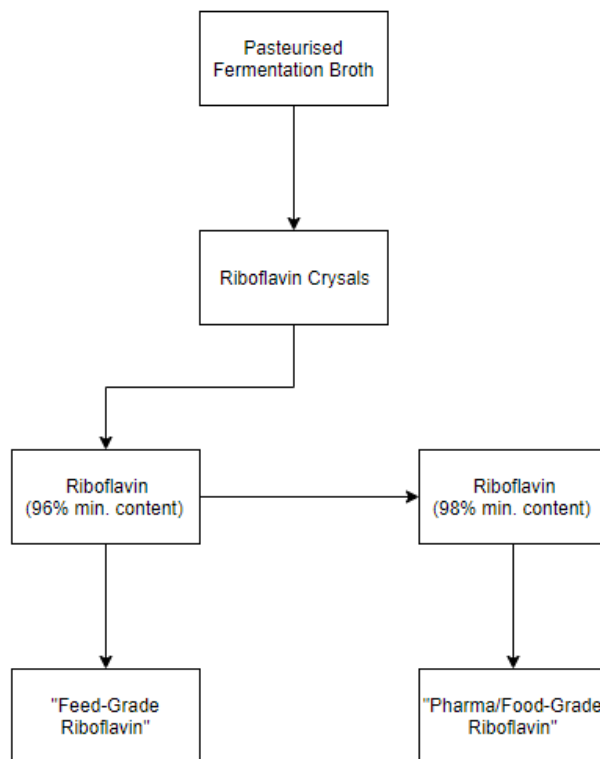 Pasteurised
Fermentation Broth
Riboflavin Crysals
Riboflavin
(96% min. content)
Riboflavin
(98% min. content)
"Feed-Grade
Riboflavin"
"Pharma/Food-Grade
Riboflavin"